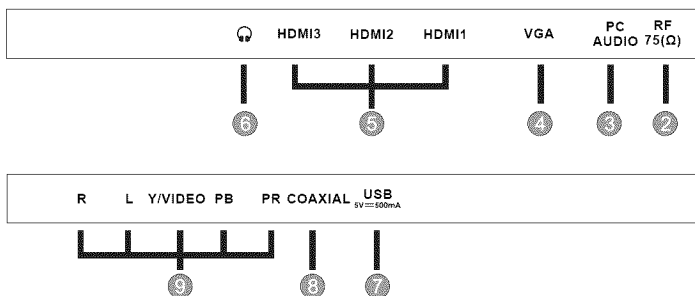 HDMI3 HDMI2 HDMI1 VGA PC AUDIO RF 75(Ω)
6 5 4 3 2
R L Y/VIDEO PB PR COAXIAL USB 5V⎓500mA
9 8 7